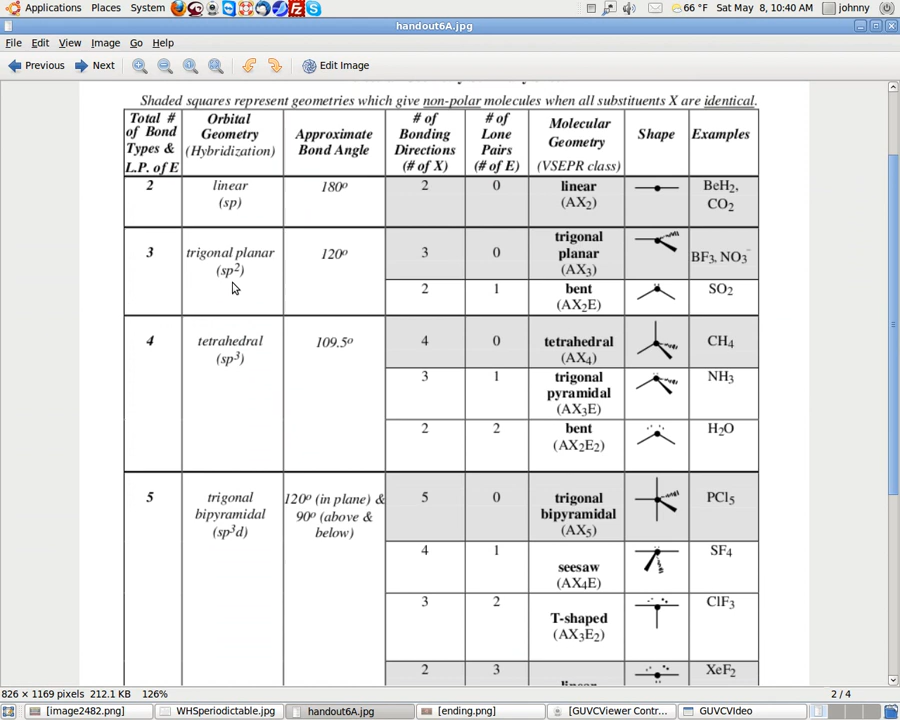 Applications Places System 66 °F Sat May 8, 10:40 AM johnny
handout6A.jpg
File Edit View Image Go Help
Previous Next Edit Image
Shaded squares represent geometries which give non-polar molecules when all substituents X are identical.
Total # of Bond Types & L.P. of E
Orbital Geometry (Hybridization)
Approximate Bond Angle
# of Bonding Directions (# of X)
# of Lone Pairs (# of E)
Molecular Geometry (VSEPR class)
Shape
Examples
2 linear (sp) 180º 2 0 linear (AX2) BeH2, CO2
3 trigonal planar (sp2) 120º 3 0 trigonal planar (AX3) BF3, NO3-
2 1 bent (AX2E) SO2
4 tetrahedral (sp3) 109.5º 4 0 tetrahedral (AX4) CH4
3 1 trigonal pyramidal (AX3E) NH3
2 2 bent (AX2E2) H2O
5 trigonal bipyramidal (sp3d) 120º (in plane) & 90º (above & below) 5 0 trigonal bipyramidal (AX5) PCl5
4 1 seesaw (AX4E) SF4
3 2 T-shaped (AX3E2) ClF3
2 3 XeF2
826 × 1169 pixels 212.1 KB 126% 2 / 4
[image2482.png] WHSperiodictable.jpg handout6A.jpg [ending.png] [GUVCViewer Contr... GUVCVIdeo